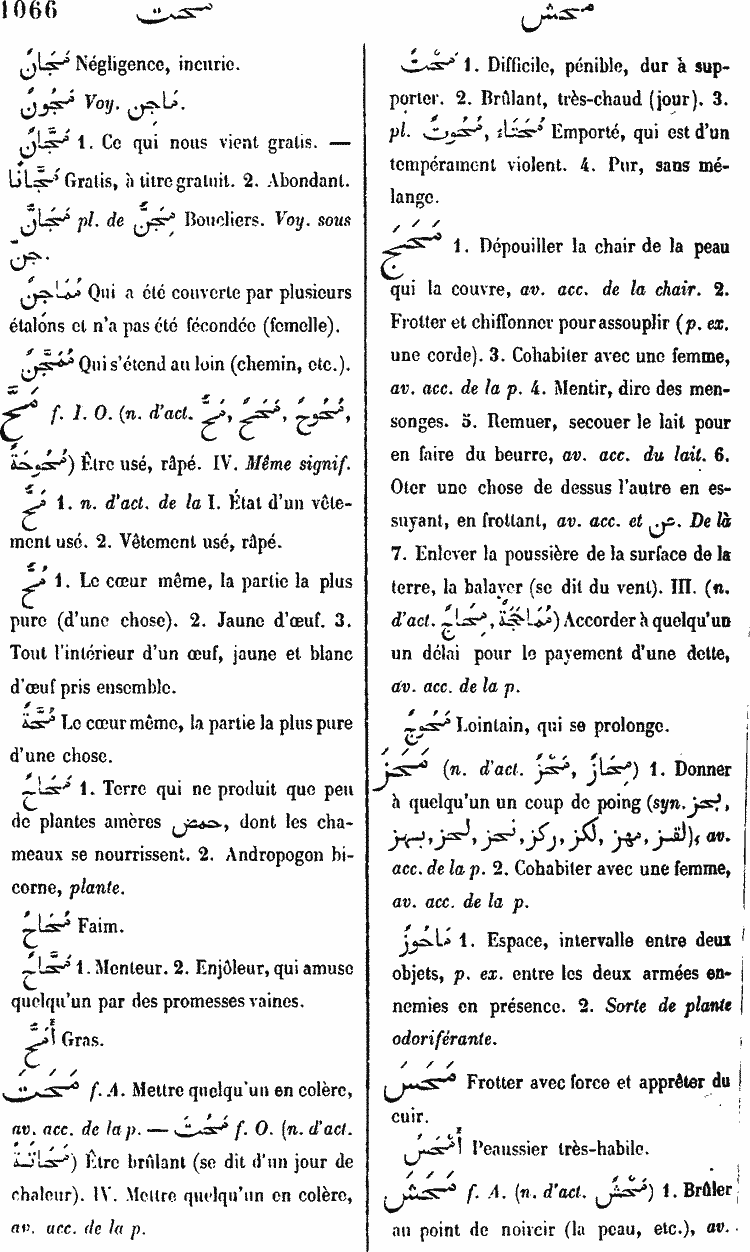 1066
محت
محش
مَجَانٌ Négligence, incurie.
مُجُونٌ Voy. مَاجِن.
مَجَّانٌ 1. Ce qui nous vient gratis. —
مَجَّانًا Gratis, à titre gratuit. 2. Abondant.
مَجَانٌّ pl. de مِجَنٌّ Boucliers. Voy. sous
جنّ.
مُمَاجِنٌ Qui a été couverte par plusieurs
étalons et n'a pas été fécondée (femelle).
Qui s'étend au loin (chemin, etc.).
مَحَّ f. I. O. (n. d'act. مَحٌّ, مَحَحٌ, مُحُوحٌ,
مُحُوحَةٌ) Être usé, râpé. IV. Même signif.
مَحٌّ 1. n. d'act. de la I. État d'un vête-
ment usé. 2. Vêtement usé, râpé.
مُحٌّ 1. Le cœur même, la partie la plus
pure (d'une chose). 2. Jaune d'œuf. 3.
Tout l'intérieur d'un œuf, jaune et blanc
d'œuf pris ensemble.
مُحَّةٌ Le cœur même, la partie la plus pure
d'une chose.
مَحَاحٌ 1. Terre qui ne produit que peu
de plantes amères حمض, dont les cha-
meaux se nourrissent. 2. Andropogon bi-
corne, plante.
مُحَاحٌ Faim.
مَحَّاحٌ 1. Menteur. 2. Enjôleur, qui amuse
quelqu'un par des promesses vaines.
أَمَحُّ Gras.
مَحَتَ f. A. Mettre quelqu'un en colère,
av. acc. de la p. — مَحُتَ f. O. (n. d'act.
مَحَاتَةٌ) Être brûlant (se dit d'un jour de
chaleur). IV. Mettre quelqu'un en colère,
av. acc. de la p.
مَحْتٌ 1. Difficile, pénible, dur à sup-
porter. 2. Brûlant, très-chaud (jour). 3.
pl. مُحُوتٌ, مُحَتَاءُ Emporté, qui est d'un
tempérament violent. 4. Pur, sans mé-
lange.
مَحَجَ 1. Dépouiller la chair de la peau
qui la couvre, av. acc. de la chair. 2.
Frotter et chiffonner pour assouplir (p. ex.
une corde). 3. Cohabiter avec une femme,
av. acc. de la p. 4. Mentir, dire des men-
songes. 5. Remuer, secouer le lait pour
en faire du beurre, av. acc. du lait. 6.
Oter une chose de dessus l'autre en es-
suyant, en frottant, av. acc. et عن. De là
7. Enlever la poussière de la surface de la
terre, la balayer (se dit du vent). III. (n.
d'act. مِحَاجٌ, مُمَاحَجَةٌ) Accorder à quelqu'un
un délai pour le payement d'une dette,
av. acc. de la p.
مَحُوجٌ Lointain, qui se prolonge.
مَحَزَ (n. d'act. مَحْزٌ, مَحَازٌ) 1. Donner
à quelqu'un un coup de poing (syn. بحز,
بهز, لحز, نحز, ركز, لكز, مهز, لقز), av.
acc. de la p. 2. Cohabiter avec une femme,
av. acc. de la p.
مَاحُوزٌ 1. Espace, intervalle entre deux
objets, p. ex. entre les deux armées en-
nemies en présence. 2. Sorte de plante
odoriférante.
مَحَسَ Frotter avec force et apprêter du
cuir.
أَمْحَسُ Peaussier très-habile.
مَحَشَ f. A. (n. d'act. مَحْشٌ) 1. Brûler
au point de noircir (la peau, etc.), av.